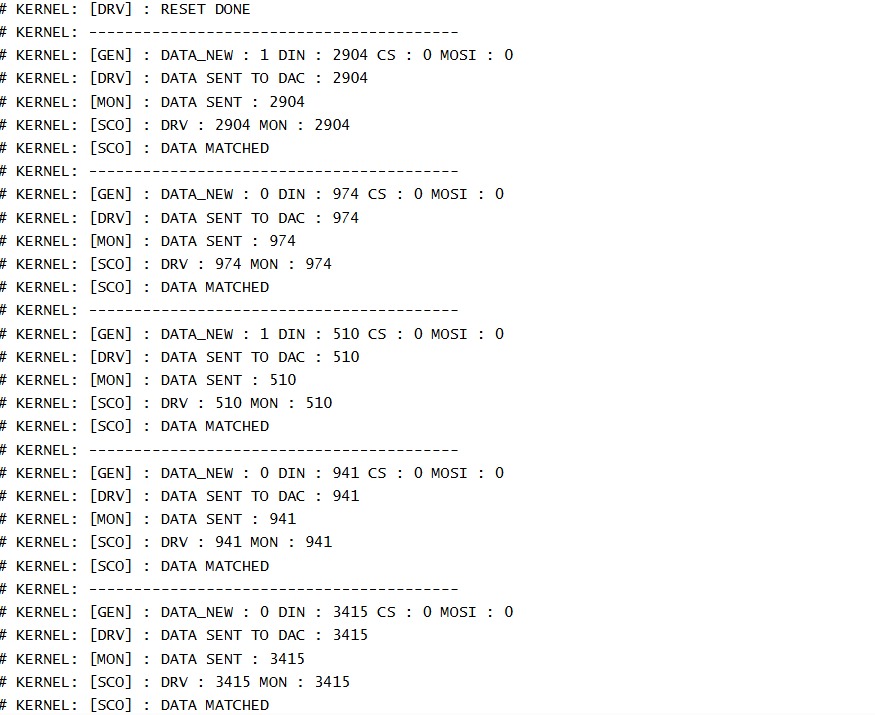 # KERNEL: [DRV] : RESET DONE
# KERNEL: -----------------------------------------
# KERNEL: [GEN] : DATA_NEW : 1 DIN : 2904 CS : 0 MOSI : 0
# KERNEL: [DRV] : DATA SENT TO DAC : 2904
# KERNEL: [MON] : DATA SENT : 2904
# KERNEL: [SCO] : DRV : 2904 MON : 2904
# KERNEL: [SCO] : DATA MATCHED
# KERNEL: -----------------------------------------
# KERNEL: [GEN] : DATA_NEW : 0 DIN : 974 CS : 0 MOSI : 0
# KERNEL: [DRV] : DATA SENT TO DAC : 974
# KERNEL: [MON] : DATA SENT : 974
# KERNEL: [SCO] : DRV : 974 MON : 974
# KERNEL: [SCO] : DATA MATCHED
# KERNEL: -----------------------------------------
# KERNEL: [GEN] : DATA_NEW : 1 DIN : 510 CS : 0 MOSI : 0
# KERNEL: [DRV] : DATA SENT TO DAC : 510
# KERNEL: [MON] : DATA SENT : 510
# KERNEL: [SCO] : DRV : 510 MON : 510
# KERNEL: [SCO] : DATA MATCHED
# KERNEL: -----------------------------------------
# KERNEL: [GEN] : DATA_NEW : 0 DIN : 941 CS : 0 MOSI : 0
# KERNEL: [DRV] : DATA SENT TO DAC : 941
# KERNEL: [MON] : DATA SENT : 941
# KERNEL: [SCO] : DRV : 941 MON : 941
# KERNEL: [SCO] : DATA MATCHED
# KERNEL: -----------------------------------------
# KERNEL: [GEN] : DATA_NEW : 0 DIN : 3415 CS : 0 MOSI : 0
# KERNEL: [DRV] : DATA SENT TO DAC : 3415
# KERNEL: [MON] : DATA SENT : 3415
# KERNEL: [SCO] : DRV : 3415 MON : 3415
# KERNEL: [SCO] : DATA MATCHED